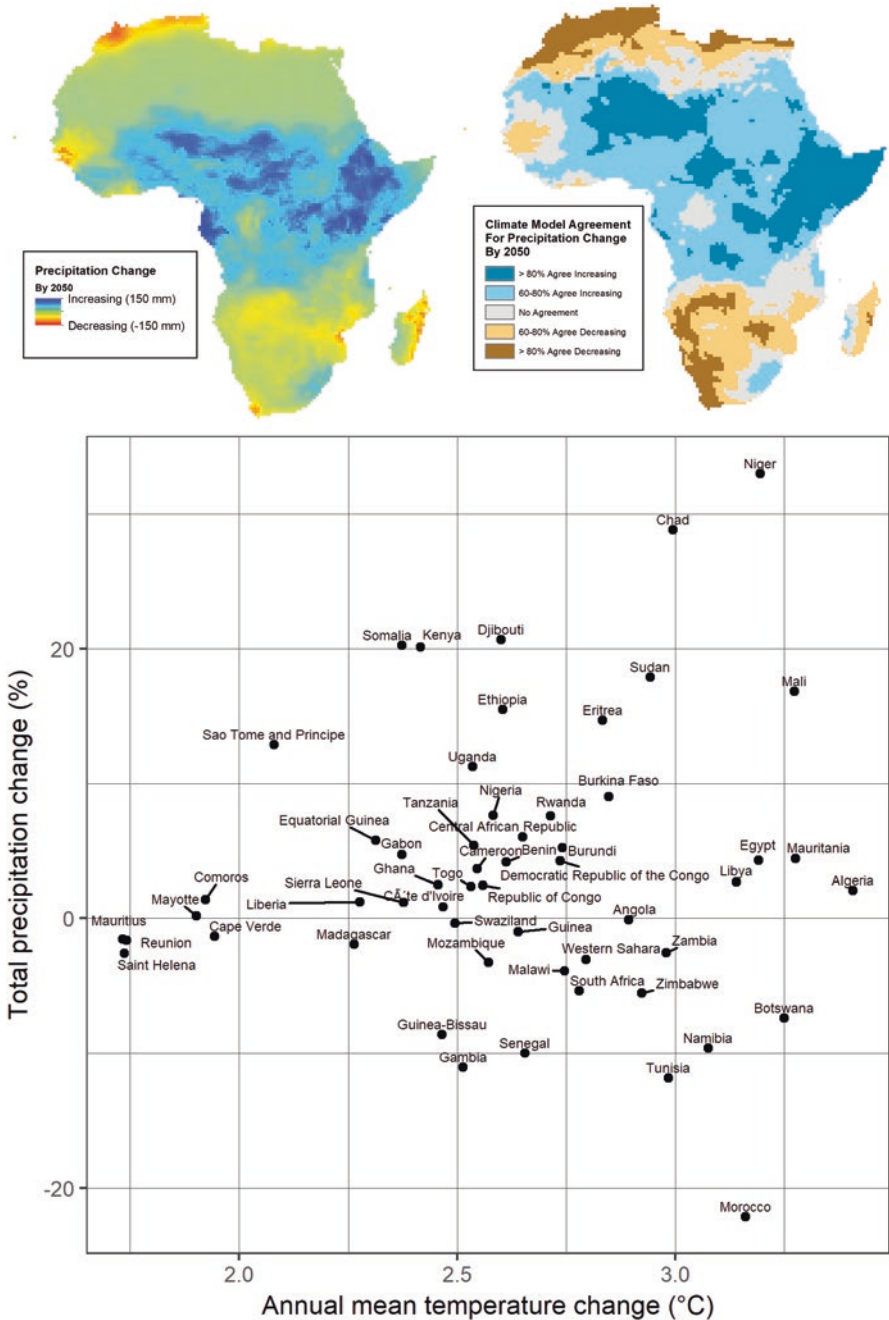 Precipitation Change
By 2050
Increasing (150 mm)
Decreasing (-150 mm)
Climate Model Agreement
For Precipitation Change
By 2050
> 80% Agree Increasing
60-80% Agree Increasing
No Agreement
60-80% Agree Decreasing
> 80% Agree Decreasing
Total precipitation change (%)
20
0
-20
Niger
Chad
Somalia
Kenya
Djibouti
Sudan
Mali
Ethiopia
Eritrea
Sao Tome and Principe
Uganda
Burkina Faso
Nigeria
Tanzania
Rwanda
Equatorial Guinea
Central African Republic
Gabon
Cameroon
Benin
Burundi
Egypt
Mauritania
Ghana
Togo
Democratic Republic of the Congo
Libya
Algeria
Comoros
Sierra Leone
Mayotte
Liberia
CÃ´te d'Ivoire
Republic of Congo
Mauritius
Cape Verde
Swaziland
Angola
Reunion
Madagascar
Guinea
Mozambique
Western Sahara
Zambia
Saint Helena
Malawi
South Africa
Zimbabwe
Botswana
Guinea-Bissau
Senegal
Namibia
Gambia
Tunisia
Morocco
2.0
2.5
3.0
Annual mean temperature change (°C)